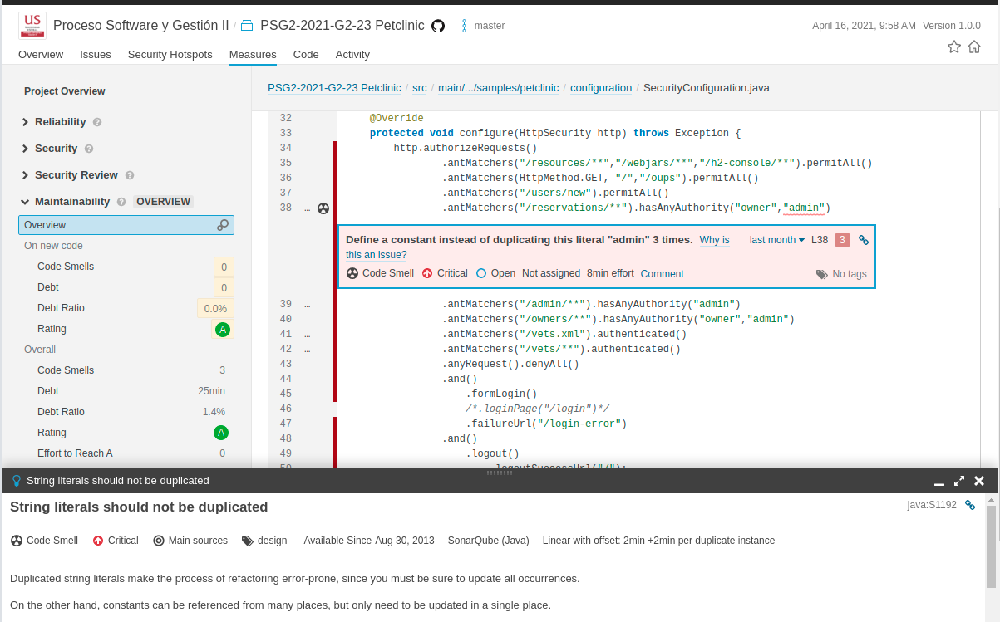 US
Proceso Software y Gestión II / PSG2-2021-G2-23 Petclinic master
April 16, 2021, 9:58 AM Version 1.0.0
Overview Issues Security Hotspots Measures Code Activity
Project Overview
Reliability ?
Security ?
Security Review ?
Maintainability ? OVERVIEW
Overview
On new code
Code Smells 0
Debt 0
Debt Ratio 0.0%
Rating A
Overall
Code Smells 3
Debt 25min
Debt Ratio 1.4%
Rating A
Effort to Reach A 0
PSG2-2021-G2-23 Petclinic / src / main/.../samples/petclinic / configuration / SecurityConfiguration.java
32 @Override
33 protected void configure(HttpSecurity http) throws Exception {
34 http.authorizeRequests()
35 .antMatchers("/resources/**","/webjars/**","/h2-console/**").permitAll()
36 .antMatchers(HttpMethod.GET, "/","/oups").permitAll()
37 .antMatchers("/users/new").permitAll()
38 … .antMatchers("/reservations/**").hasAnyAuthority("owner","admin")
Define a constant instead of duplicating this literal "admin" 3 times. Why is last month L38 3
this an issue?
Code Smell Critical Open Not assigned 8min effort Comment No tags
39 … .antMatchers("/admin/**").hasAnyAuthority("admin")
40 .antMatchers("/owners/**").hasAnyAuthority("owner","admin")
41 … .antMatchers("/vets.xml").authenticated()
42 … .antMatchers("/vets/**").authenticated()
43 .anyRequest().denyAll()
44 .and()
45 .formLogin()
46 /*.loginPage("/login")*/
47 .failureUrl("/login-error")
48 .and()
49 .logout()
50 .logoutSuccessUrl("/");
String literals should not be duplicated
String literals should not be duplicated java:S1192
Code Smell Critical Main sources design Available Since Aug 30, 2013 SonarQube (Java) Linear with offset: 2min +2min per duplicate instance
Duplicated string literals make the process of refactoring error-prone, since you must be sure to update all occurrences.
On the other hand, constants can be referenced from many places, but only need to be updated in a single place.